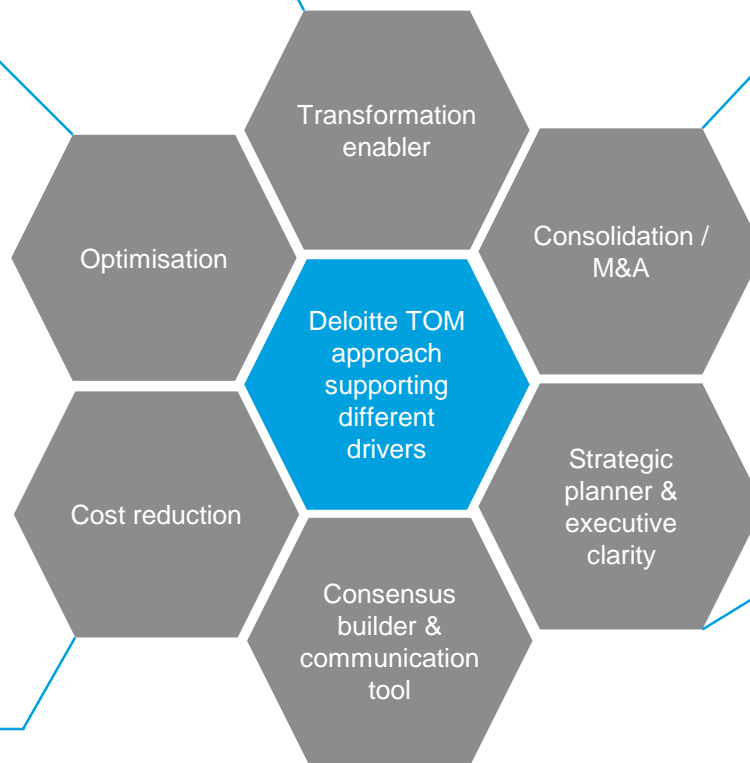 Transformation
enabler
Optimisation
Consolidation /
M&A
Deloitte TOM
approach
supporting
different
drivers
Cost reduction
Strategic
planner &
executive
clarity
Consensus
builder &
communication
tool